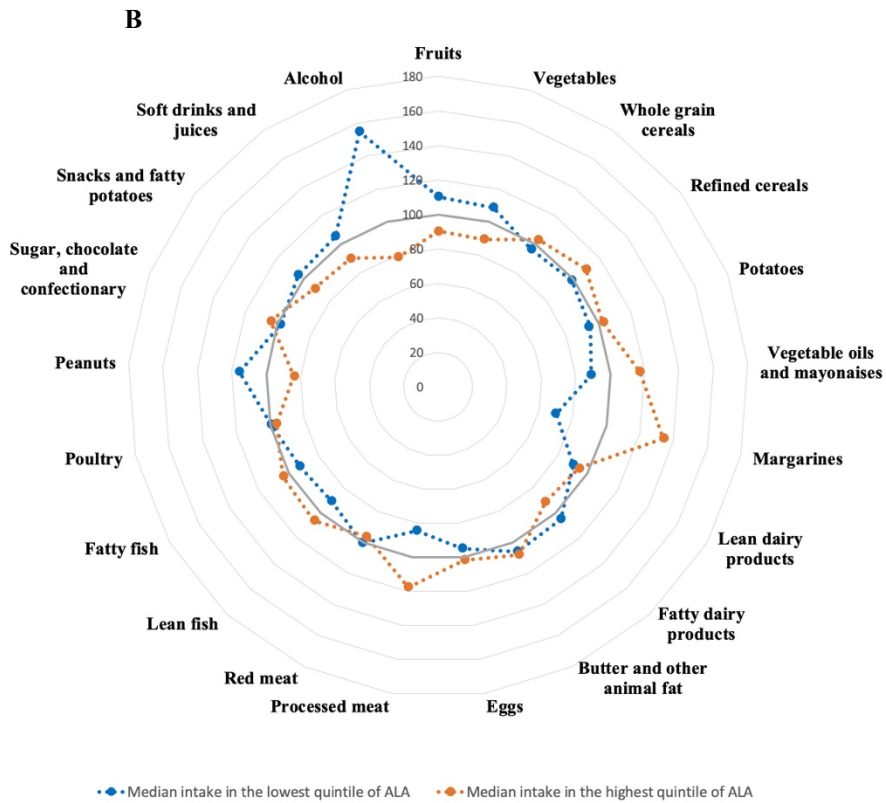 B
Fruits
Vegetables
Whole grain
cereals
Refined cereals
Potatoes
Vegetable oils
and mayonaises
Margarines
Lean dairy
products
Fatty dairy
products
Butter and other
animal fat
Eggs
Processed meat
Red meat
Lean fish
Fatty fish
Poultry
Peanuts
Sugar, chocolate
and
confectionary
Snacks and fatty
potatoes
Soft drinks and
juices
Alcohol
180
160
140
120
100
80
60
40
20
0
Median intake in the lowest quintile of ALA
Median intake in the highest quintile of ALA